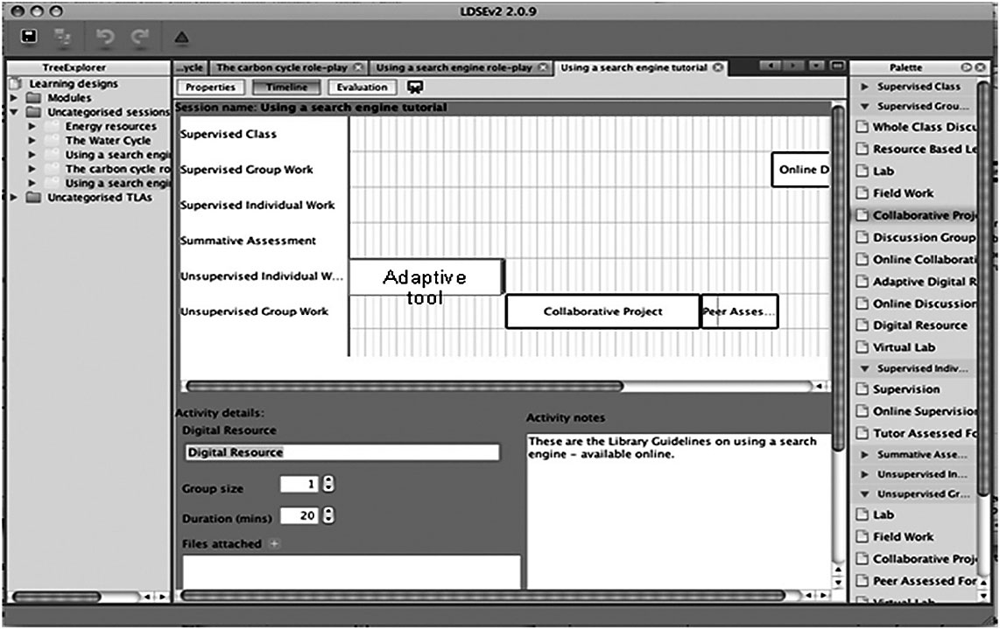 LDSEv2 2.0.9
TreeExplorer
Learning designs
Modules
Uncategorised sessions
Energy resources
The Water Cycle
Using a search engi
The carbon cycle ro
Using a search engi
Uncategorised TLAs
...ycle
The carbon cycle role-play
Using a search engine role-play
Using a search engine tutorial
Properties
Timeline
Evaluation
Session name: Using a search engine tutorial
Supervised Class
Supervised Group Work
Online D
Supervised Individual Work
Summative Assessment
Unsupervised Individual W...
Adaptive
tool
Unsupervised Group Work
Collaborative Project
Peer Asses...
Activity details:
Digital Resource
Digital Resource
Group size
1
Duration (mins)
20
Files attached +
Activity notes
These are the Library Guidelines on using a search
engine - available online.
Palette
Supervised Class
Supervised Grou...
Whole Class Discu
Resource Based Le
Lab
Field Work
Collaborative Proj
Discussion Group
Online Collaborati
Adaptive Digital R
Online Discussion
Digital Resource
Virtual Lab
Supervised Indiv...
Supervision
Online Supervision
Tutor Assessed Fo
Summative Asse...
Unsupervised In...
Unsupervised Gr...
Lab
Field Work
Collaborative Proj
Peer Assessed For
Virtual Lab